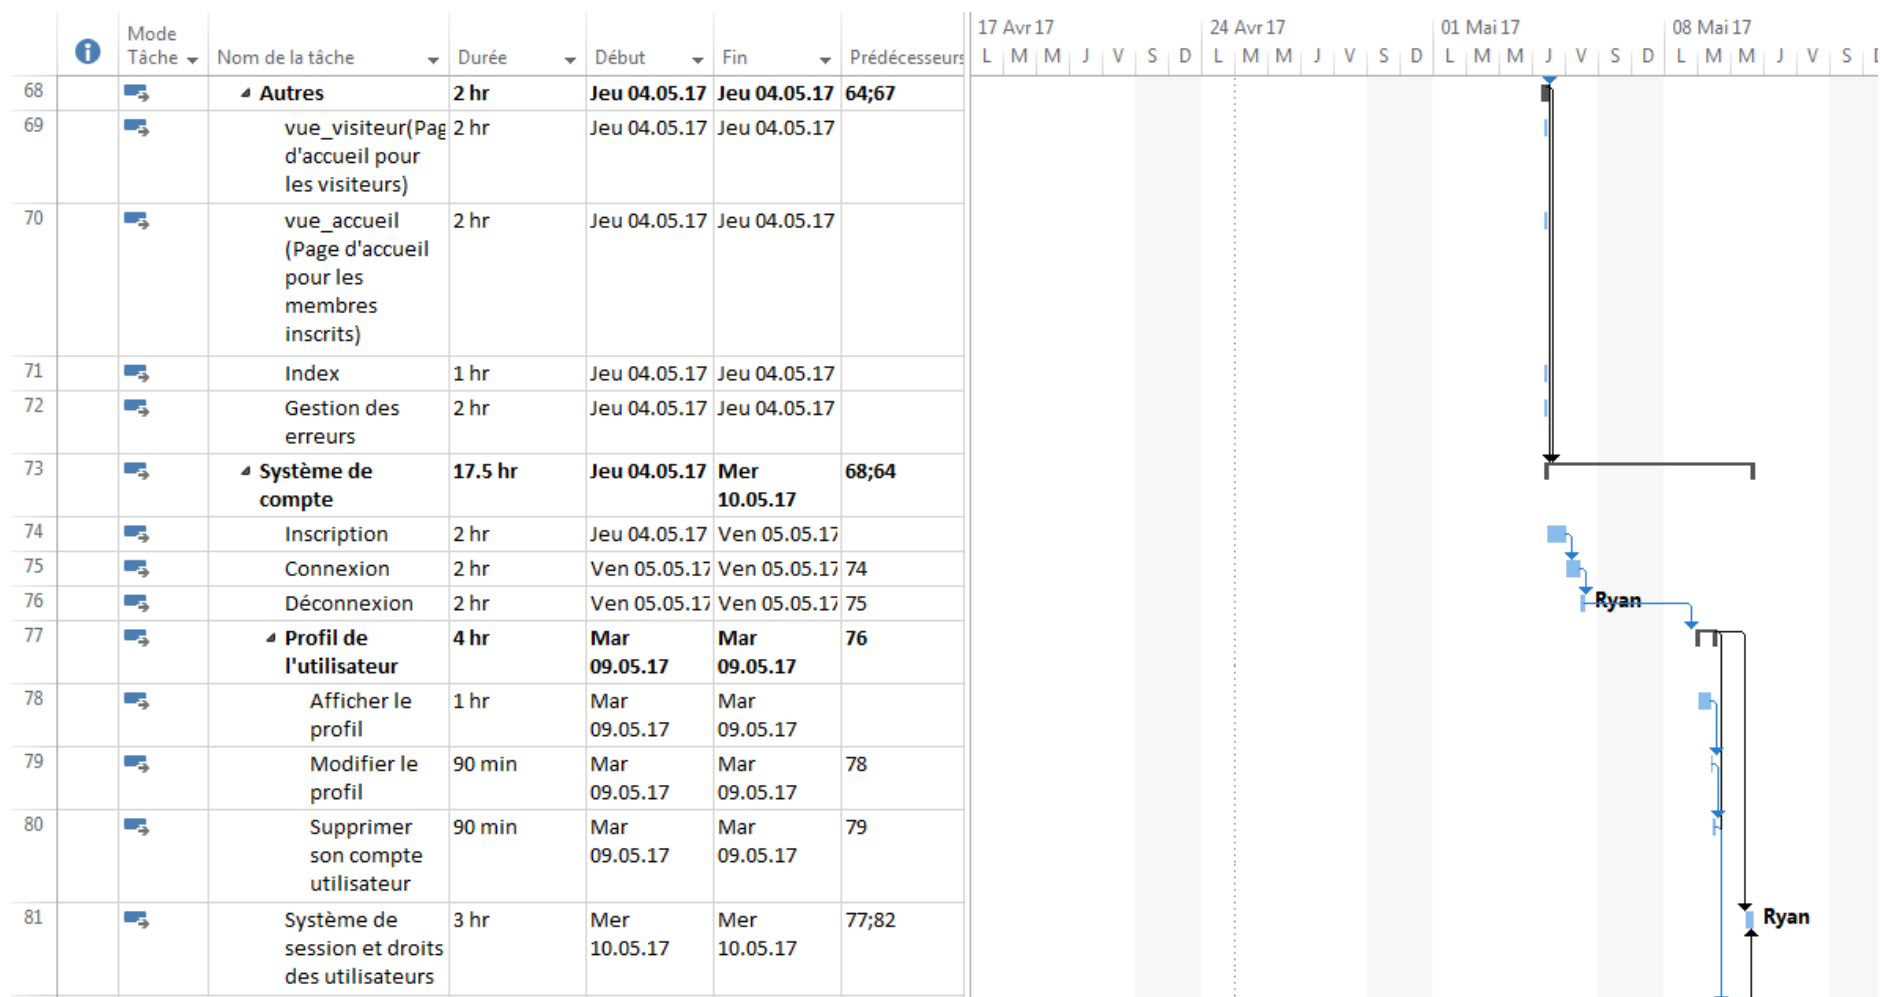 Mode
Tâche
Nom de la tâche
Durée
Début
Fin
Prédécesseurs
17 Avr 17
24 Avr 17
01 Mai 17
08 Mai 17
L M M J V S D L M M J V S D L M M J V S D L M M J V S
68 Autres 2 hr Jeu 04.05.17 Jeu 04.05.17 64;67
69 vue_visiteur(Pag 2 hr Jeu 04.05.17 Jeu 04.05.17
d'accueil pour
les visiteurs)
70 vue_accueil 2 hr Jeu 04.05.17 Jeu 04.05.17
(Page d'accueil
pour les
membres
inscrits)
71 Index 1 hr Jeu 04.05.17 Jeu 04.05.17
72 Gestion des 2 hr Jeu 04.05.17 Jeu 04.05.17
erreurs
73 Système de 17.5 hr Jeu 04.05.17 Mer 68;64
compte 10.05.17
74 Inscription 2 hr Jeu 04.05.17 Ven 05.05.17
75 Connexion 2 hr Ven 05.05.17 Ven 05.05.17 74
76 Déconnexion 2 hr Ven 05.05.17 Ven 05.05.17 75 Ryan
77 Profil de 4 hr Mar Mar 76
l'utilisateur 09.05.17 09.05.17
78 Afficher le 1 hr Mar Mar
profil 09.05.17 09.05.17
79 Modifier le 90 min Mar Mar 78
profil 09.05.17 09.05.17
80 Supprimer 90 min Mar Mar 79
son compte 09.05.17 09.05.17
utilisateur
81 Système de 3 hr Mer Mer 77;82 Ryan
session et droits 10.05.17 10.05.17
des utilisateurs